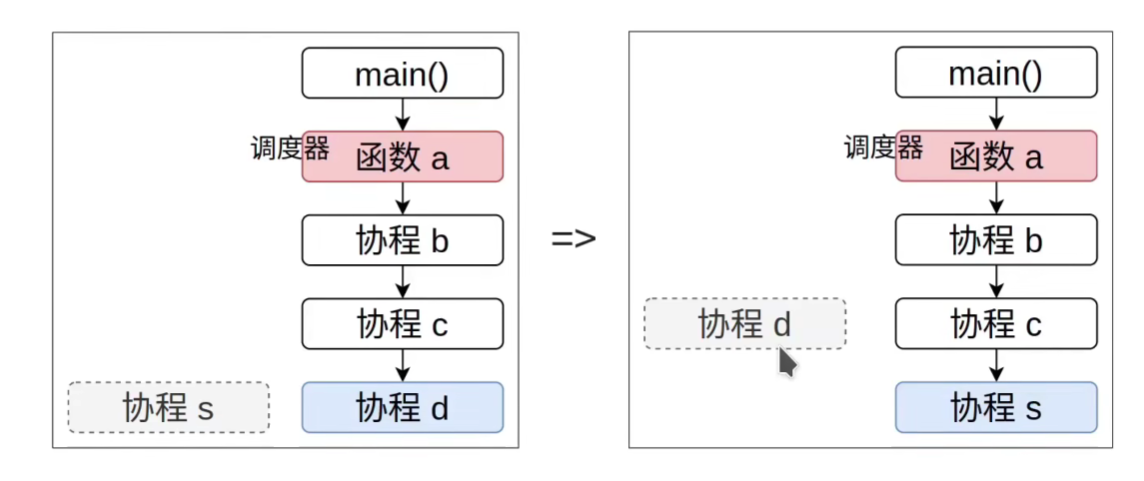 main()
调度器
函数 a
协程 b
协程 c
协程 s
协程 d
=>
main()
调度器
函数 a
协程 b
协程 d
协程 c
协程 s